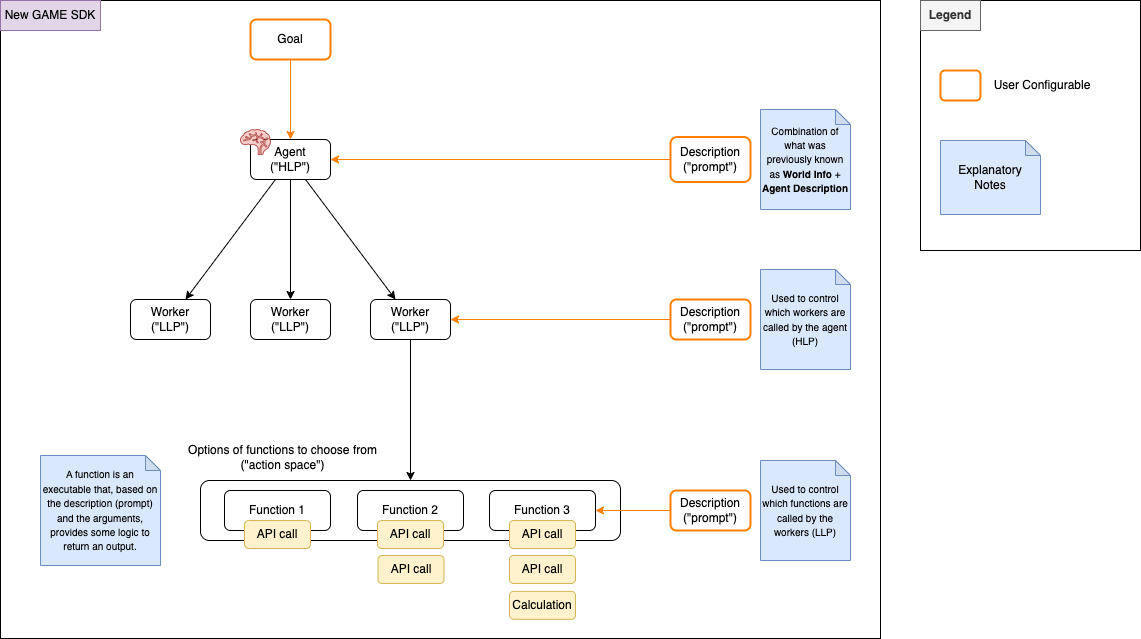 New GAME SDK
Goal
Agent
("HLP")
Description
("prompt")
Combination of
what was
previously known
as World Info +
Agent Description
Worker
("LLP")
Worker
("LLP")
Worker
("LLP")
Description
("prompt")
Used to control
which workers are
called by the agent
(HLP)
Options of functions to choose from
("action space")
A function is an
executable that, based on
the description (prompt)
and the arguments,
provides some logic to
return an output.
Function 1
API call
Function 2
API call
API call
Function 3
API call
API call
Calculation
Description
("prompt")
Used to control
which functions are
called by the
workers (LLP)
Legend
User Configurable
Explanatory
Notes